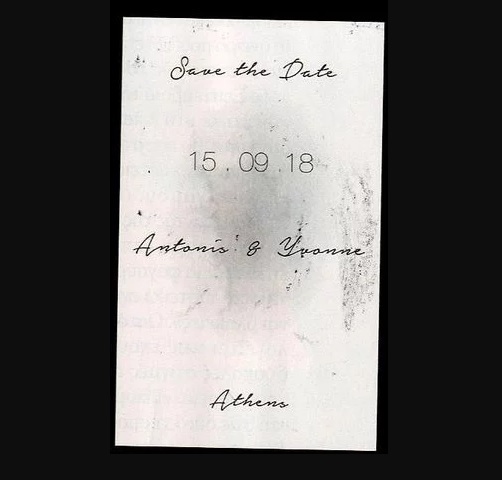 Save the Date
15 . 09 . 18
Antonis & Yvonne
Athens